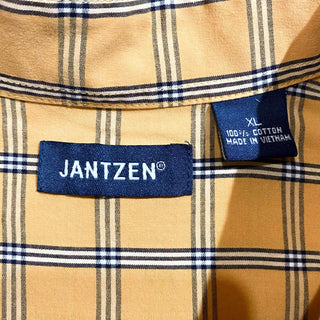 XL
100% COTTON
MADE IN VIETNAM
JANTZEN®